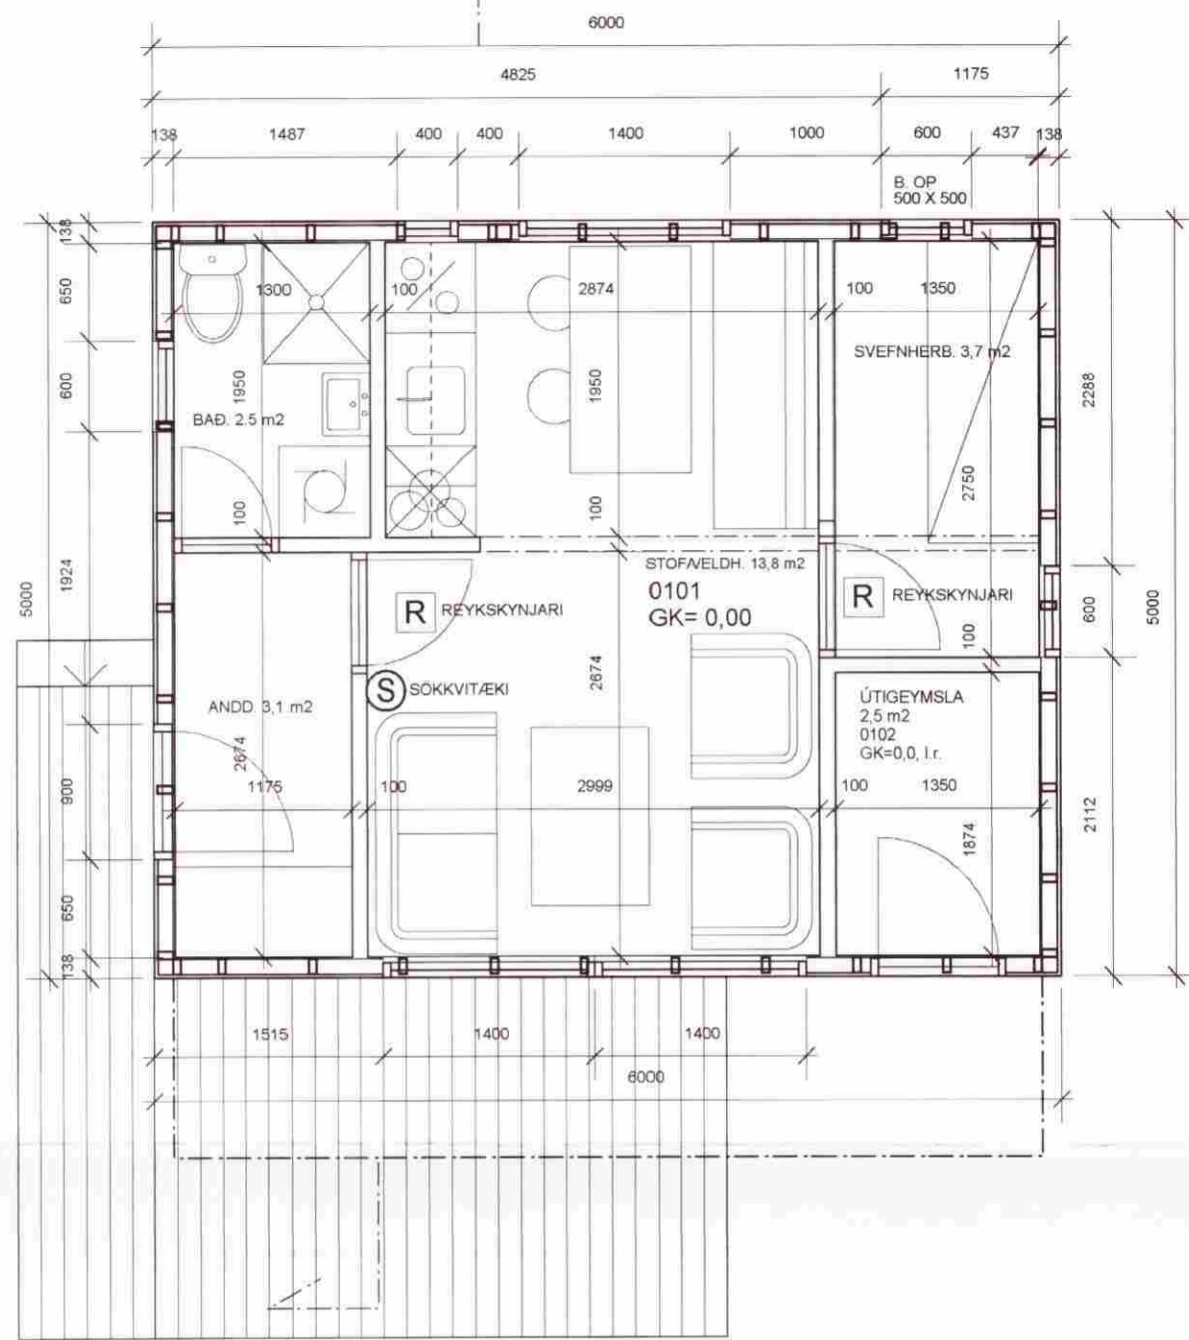 6000
4825 1175
138 1487 400 400 1400 1000 600 437 138
B. OP
500 X 500
138
650
600
1924
5000
900
650
138
1300 100 2874 100 1350
1950
1950
BAÐ. 2.5 m2
SVEFNHERB. 3,7 m2
2288
2750
100
100
STOFA/ELDH. 13,8 m2
0101
GK= 0,00
R REYKSKYNJARI
R REYKSKYNJARI
600
5000
100
2674
S SÖKKVITÆKI
ANDD. 3,1 m2
2674
ÚTIGEYMSLA
2,5 m2
0102
GK=0,0, l.r.
1175 100 2999 100 1350
2112
1874
1515 1400 1400
6000